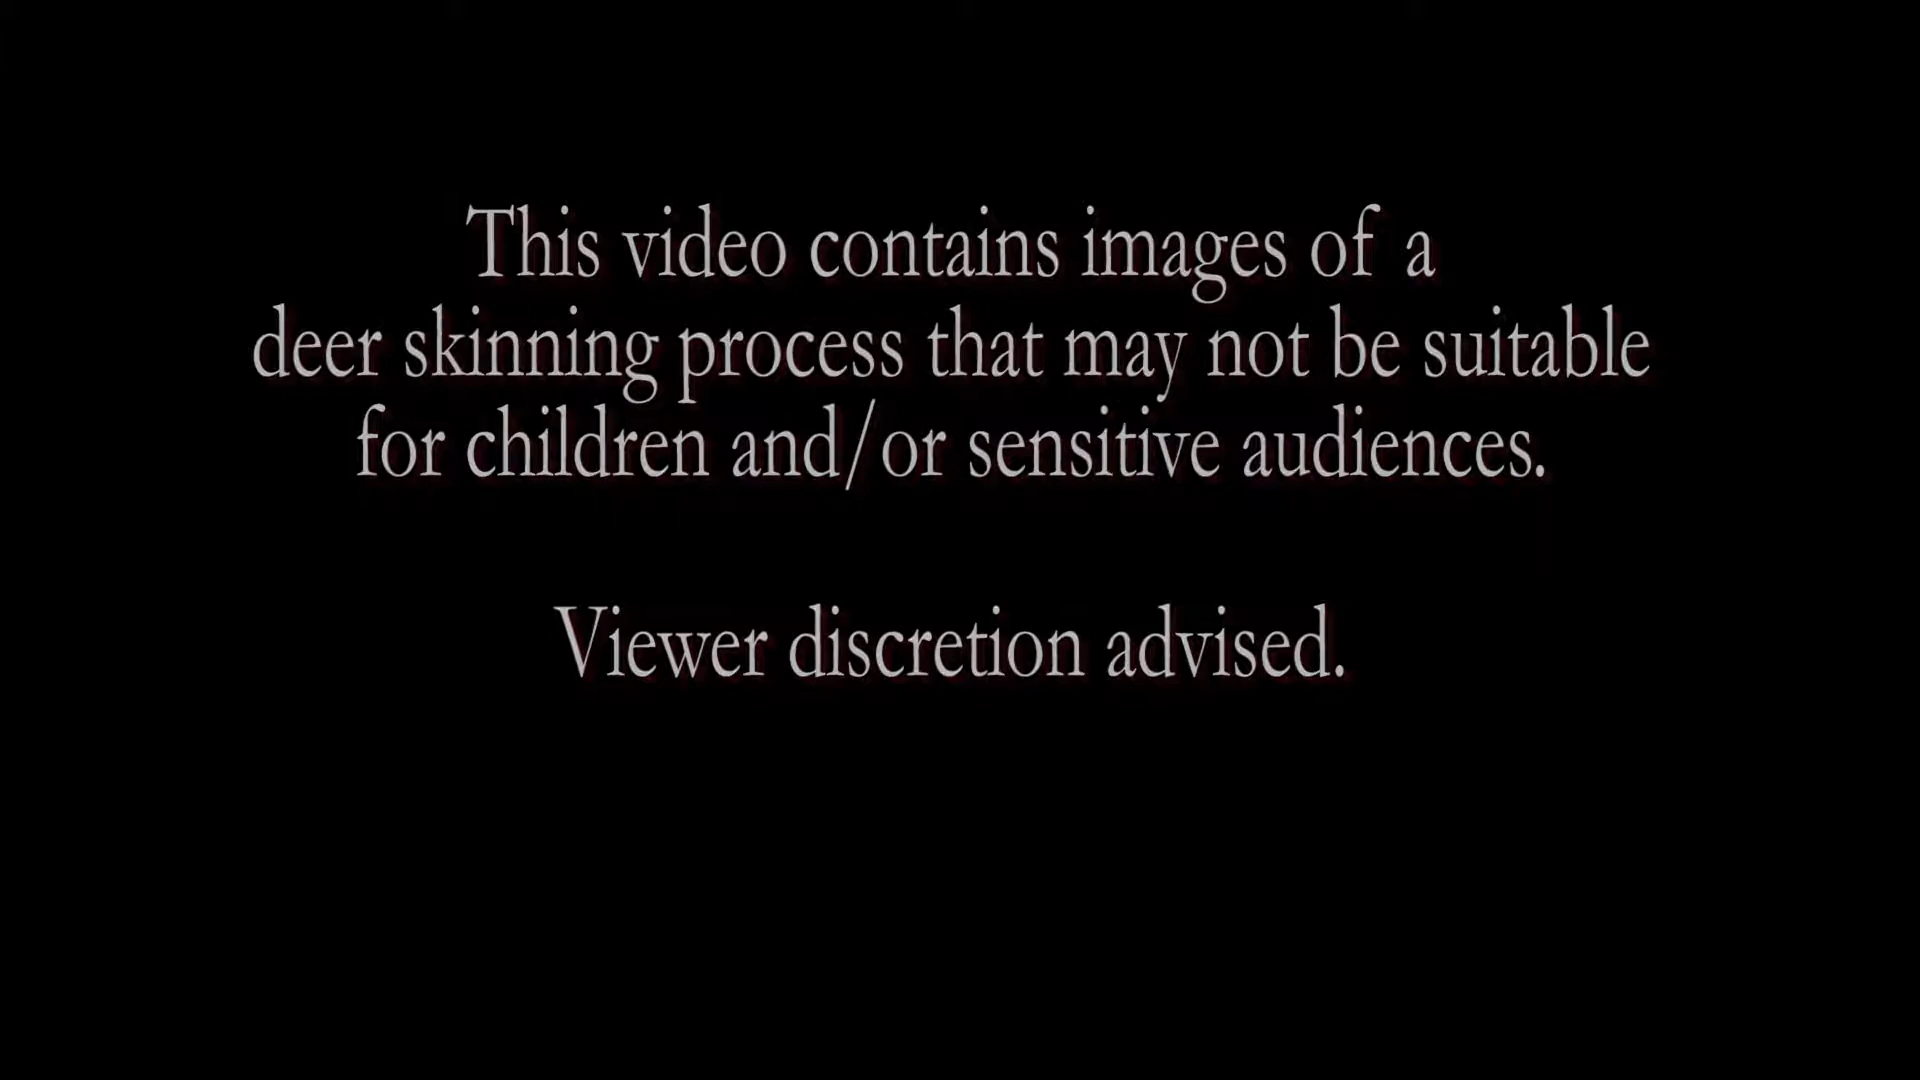 This video contains images of a
deer skinning process that may not be suitable
for children and/or sensitive audiences.
Viewer discretion advised.